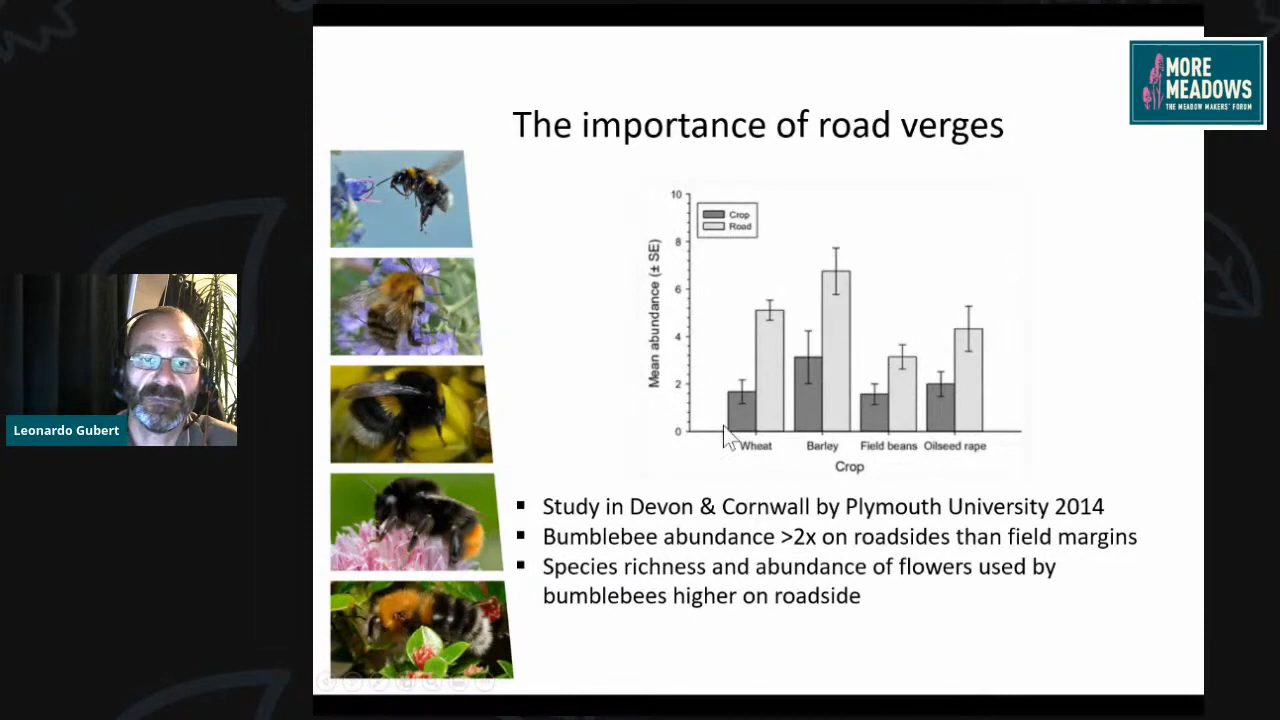 MORE
MEADOWS
THE MEADOW MAKERS' FORUM
The importance of road verges
10
8
6
4
2
0
Mean abundance (± SE)
Crop
Road
Wheat
Barley
Field beans
Oilseed rape
Crop
Leonardo Gubert
▪ Study in Devon & Cornwall by Plymouth University 2014
▪ Bumblebee abundance >2x on roadsides than field margins
▪ Species richness and abundance of flowers used by
bumblebees higher on roadside